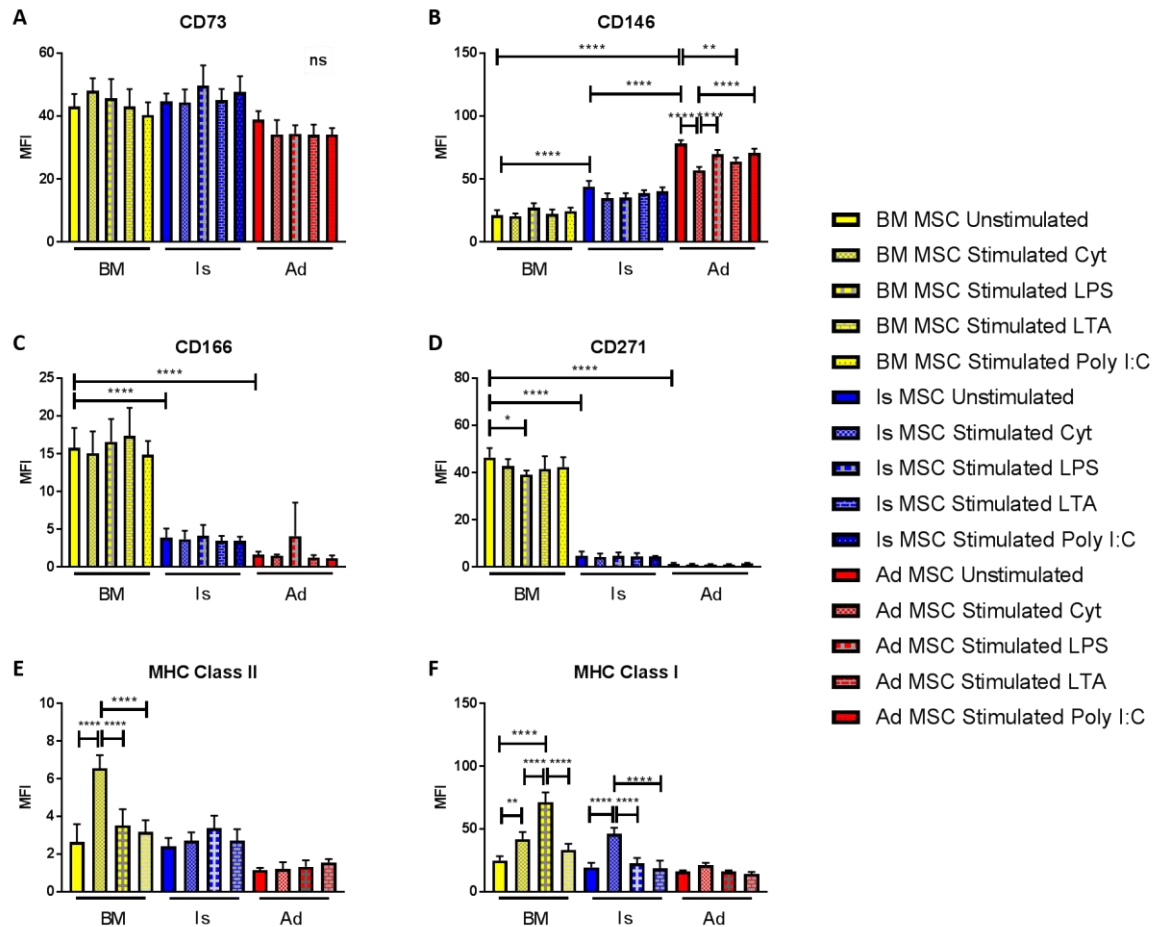 A
CD73
60
40
20
0
MFI
ns
BM
Is
Ad
B
CD146
150
100
50
0
MFI
****
**
****
****
****
****
****
BM
Is
Ad
C
CD166
25
20
15
10
5
0
MFI
****
****
BM
Is
Ad
D
CD271
80
60
40
20
0
MFI
****
****
*
BM
Is
Ad
E
MHC Class II
10
8
6
4
2
0
MFI
****
****
****
BM
Is
Ad
F
MHC Class I
150
100
50
0
MFI
****
****
****
**
****
****
****
BM
Is
Ad
BM MSC Unstimulated
BM MSC Stimulated Cyt
BM MSC Stimulated LPS
BM MSC Stimulated LTA
BM MSC Stimulated Poly I:C
Is MSC Unstimulated
Is MSC Stimulated Cyt
Is MSC Stimulated LPS
Is MSC Stimulated LTA
Is MSC Stimulated Poly I:C
Ad MSC Unstimulated
Ad MSC Stimulated Cyt
Ad MSC Stimulated LPS
Ad MSC Stimulated LTA
Ad MSC Stimulated Poly I:C